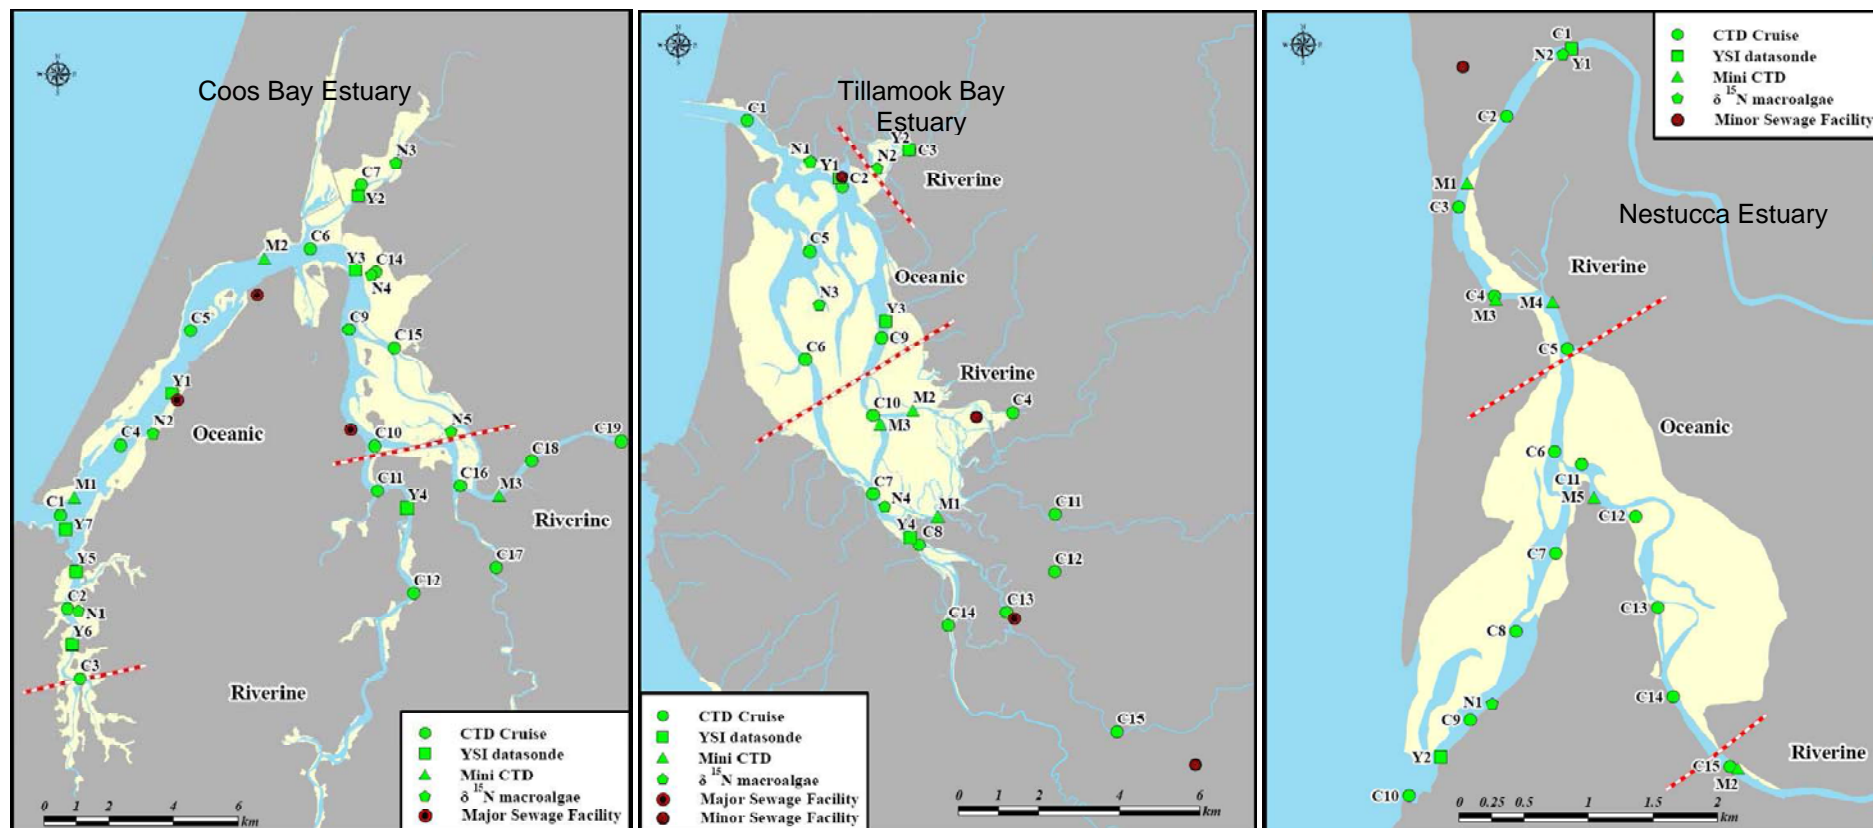 Coos Bay Estuary
N3
C7
Y2
C6
M2
Y3
C14
N4
C5
C9
C15
Y1
N2
C4
Oceanic
N5
C10
C19
C18
M1
C1
C11
C16
M3
Y4
Y7
Riverine
Y5
C17
C2
N1
C12
Y6
C3
Riverine
CTD Cruise
YSI datasonde
Mini CTD
δ 15N macroalgae
Major Sewage Facility
0 1 2 4 6
km
Tillamook Bay
Estuary
C1
Y2
C3
N1
N2
Y1
C2
Riverine
C5
Oceanic
N3
Y3
C9
C6
Riverine
C10
M2
C4
M3
C7
N4
M1
C11
Y4
C8
C12
C13
C14
C15
CTD Cruise
YSI datasonde
Mini CTD
δ 15N macroalgae
Major Sewage Facility
Minor Sewage Facility
0 1 2 4 6
km
CTD Cruise
YSI datasonde
Mini CTD
δ 15N macroalgae
Minor Sewage Facility
C1
N2
Y1
C2
M1
C3
Nestucca Estuary
Riverine
C4
M3
M4
C5
Oceanic
C6
C11
M5
C12
C7
C13
C8
C14
N1
C9
Y2
Riverine
C15
M2
C10
0 0.25 0.5 1 1.5 2
km